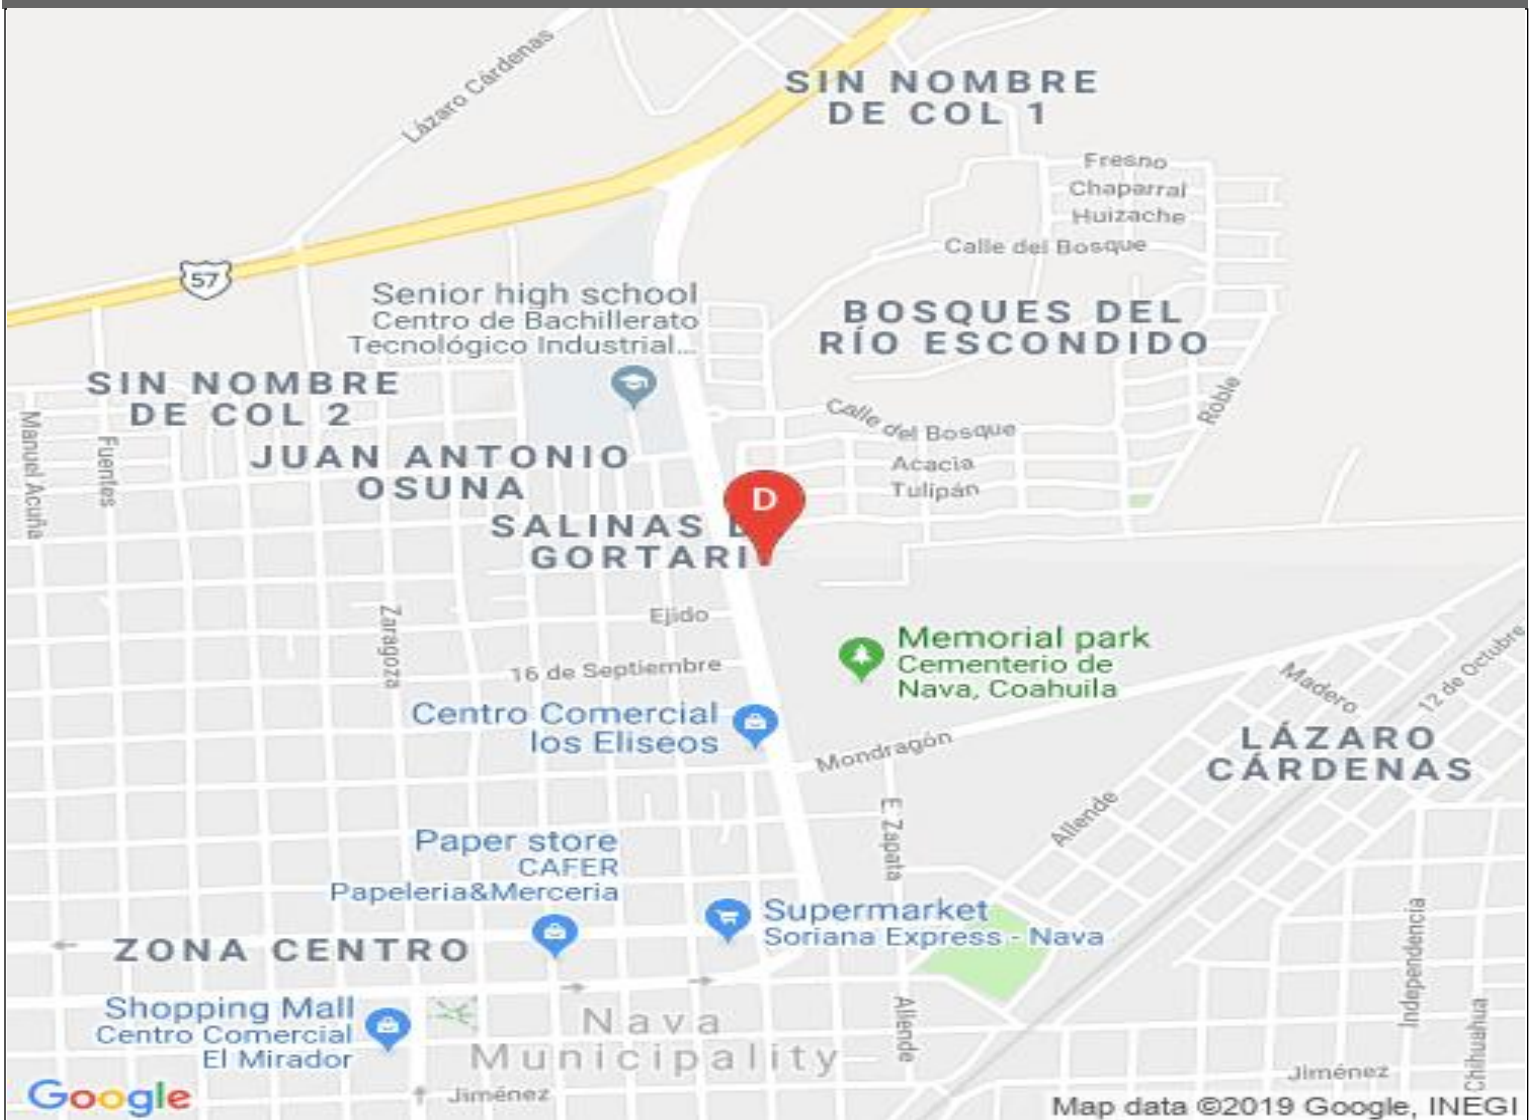 Lázaro Cárdenas
SIN NOMBRE
DE COL 1
Fresno
Chaparral
Huizache
Calle del Bosque
57
Senior high school
Centro de Bachillerato
Tecnológico Industrial...
BOSQUES DEL
RÍO ESCONDIDO
SIN NOMBRE
DE COL 2
Manuel Acuña
Fuentes
Roble
Calle del Bosque
JUAN ANTONIO
OSUNA
Acacia
Tulipán
D
SALINAS
GORTARI
Zaragoza
Ejido
16 de Septiembre
Memorial park
Cementerio de
Nava, Coahuila
Madero
12 de Octubre
Centro Comercial
los Eliseos
Mondragón
LÁZARO
CÁRDENAS
Allende
E Zapata
Paper store
CAFER
Papeleria&Merceria
Supermarket
Soriana Express - Nava
ZONA CENTRO
Independencia
Shopping Mall
Centro Comercial
El Mirador
Nava
Municipality
Allende
Chihuahua
Jiménez
Jiménez
Google
Map data ©2019 Google, INEGI